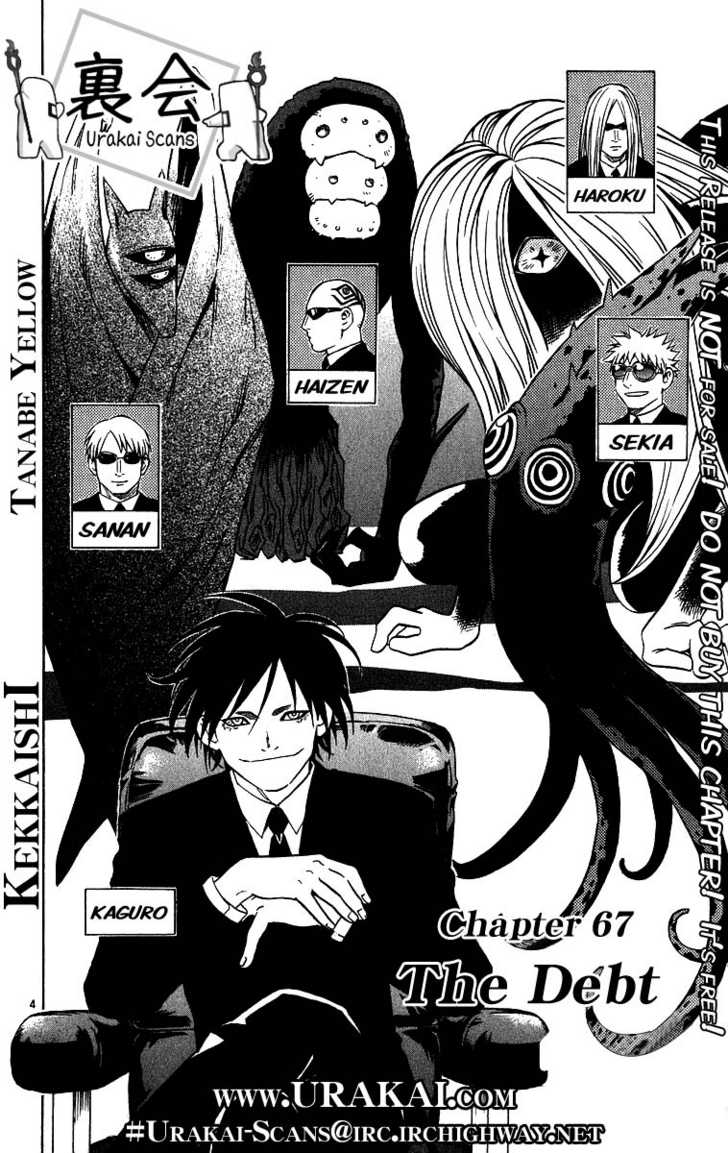 裏会
Urakai Scans
HAROKU
HAIZEN
SEKIA
SANAN
KAGURO
TANABE YELLOW
KEKKAISHI
THIS RELEASE IS NOT FOR SALE! DO NOT BUY THIS CHAPTER! IT'S FREE!
Chapter 67
The Debt
4
WWW.URAKAI.COM
#URAKAI-SCANS@IRC.IRCHIGHWAY.NET